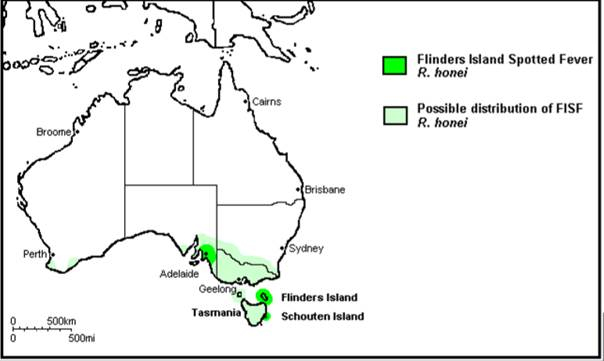 Flinders Island Spotted Fever
R. honei
Possible distribution of FISF
R. honei
Cairns
Broome
Brisbane
Perth
Sydney
Adelaide
Geelong
Flinders Island
Tasmania
Schouten Island
0 500km
0 500mi